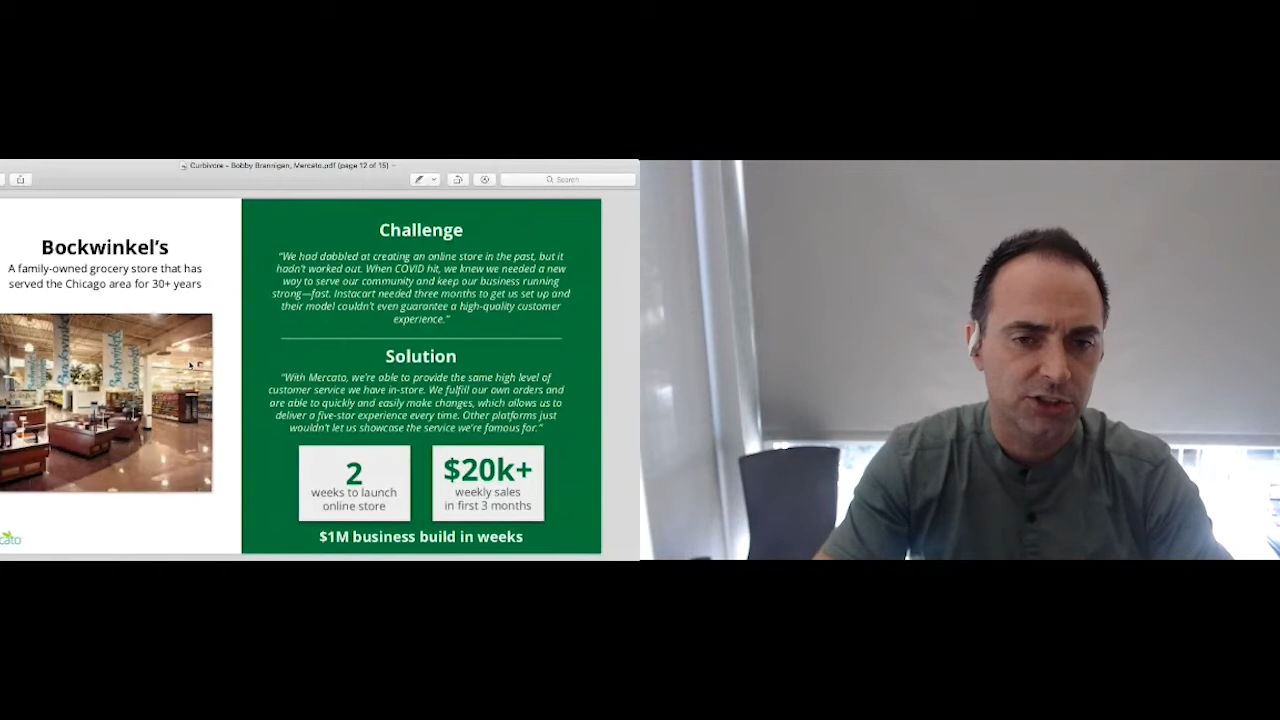 Curbivore - Bobby Brannigan, Mercato.pdf (page 12 of 15)
Search
Bockwinkel's
A family-owned grocery store that has
served the Chicago area for 30+ years
Challenge
"We had dabbled at creating an online store in the past, but it
hadn't worked out. When COVID hit, we knew we needed a new
way to serve our community and keep our business running
strong—fast. Instacart needed three months to get us set up and
their model couldn't even guarantee a high-quality customer
experience."
Solution
"With Mercato, we're able to provide the same high level of
customer service we have in-store. We fulfill our own orders and
are able to quickly and easily make changes, which allows us to
deliver a five-star experience every time. Other platforms just
wouldn't let us showcase the service we're famous for."
2
weeks to launch
online store
$20k+
weekly sales
in first 3 months
$1M business build in weeks
cato